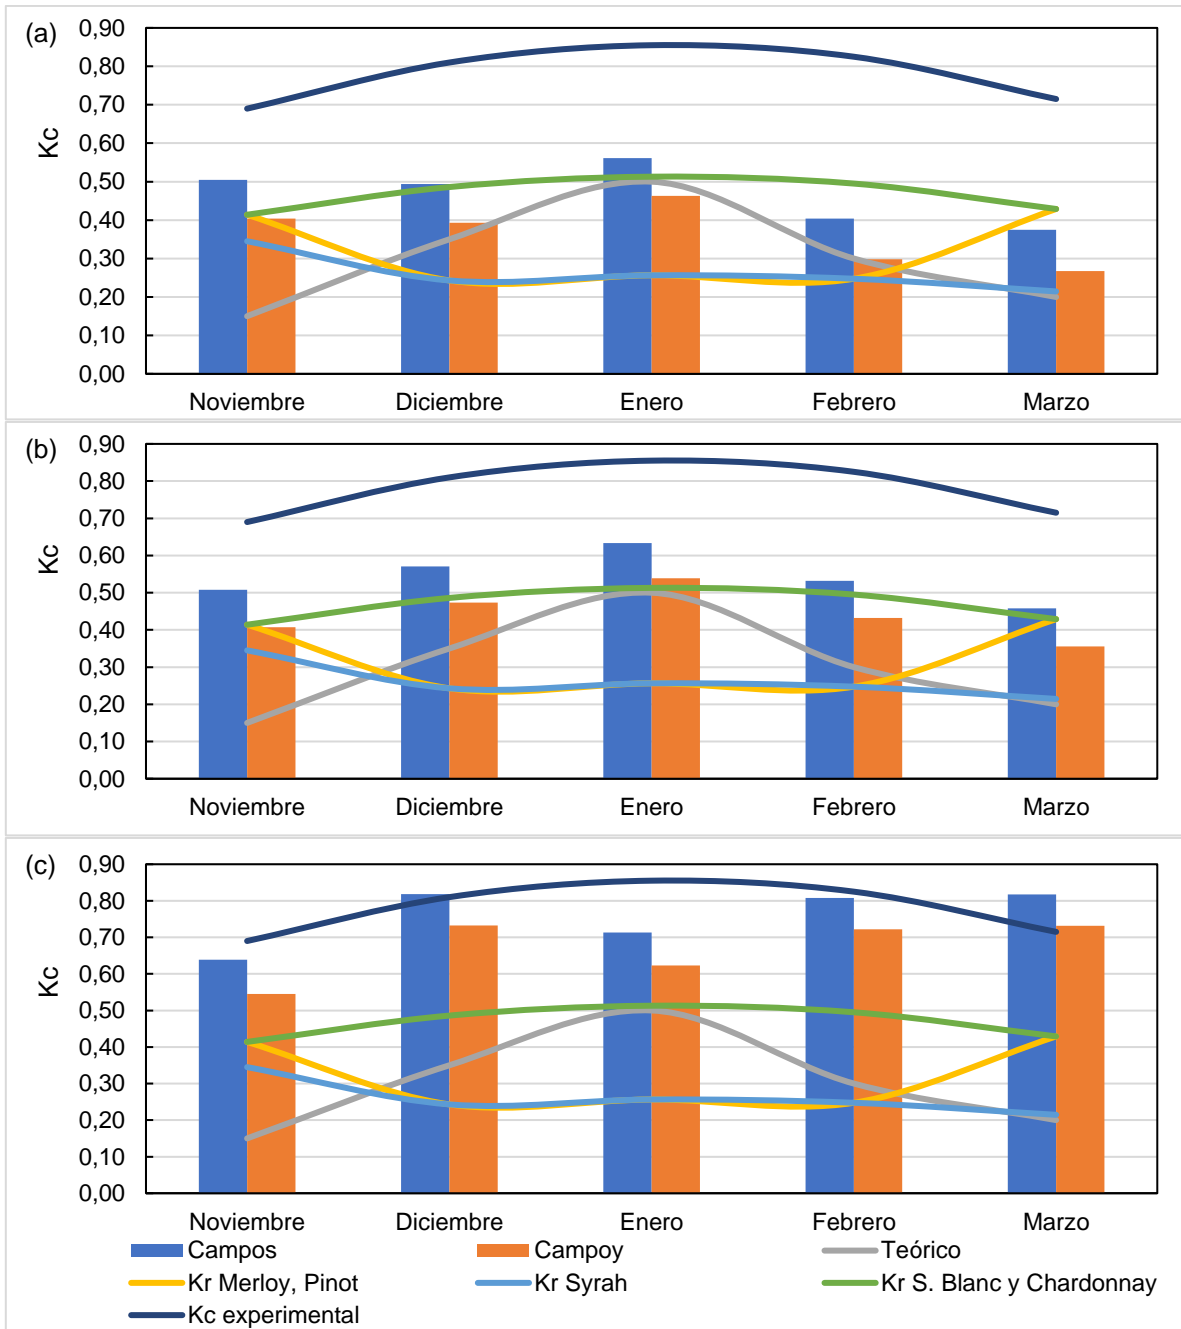 (a)
0,90
0,80
0,70
0,60
0,50
0,40
0,30
0,20
0,10
0,00
Kc
Noviembre Diciembre Enero Febrero Marzo
(b)
0,90
0,80
0,70
0,60
0,50
0,40
0,30
0,20
0,10
0,00
Kc
Noviembre Diciembre Enero Febrero Marzo
(c)
0,90
0,80
0,70
0,60
0,50
0,40
0,30
0,20
0,10
0,00
Kc
Noviembre Diciembre Enero Febrero Marzo
Campos Campoy Teórico
Kr Merloy, Pinot Kr Syrah Kr S. Blanc y Chardonnay
Kc experimental